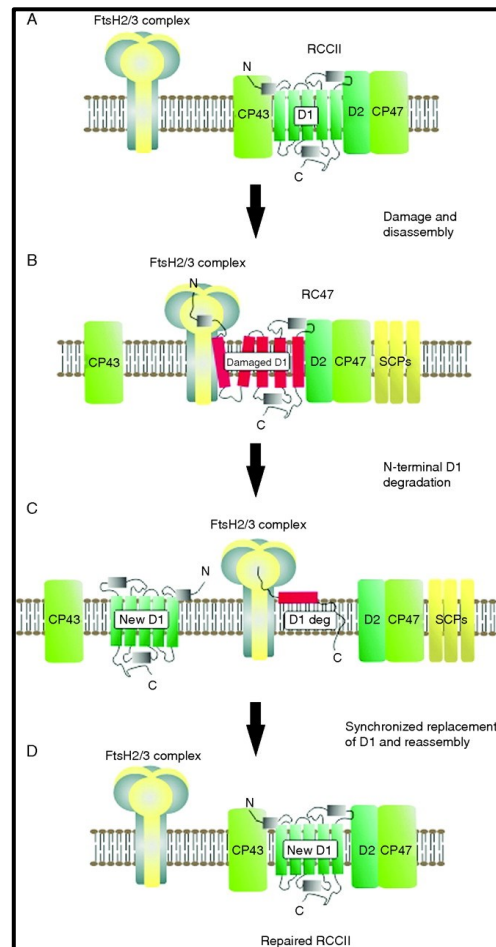 A
FtsH2/3 complex
RCCII
N
CP43
D1
D2
CP47
C
Damage and
disassembly
B
FtsH2/3 complex
N
RC47
CP43
Damaged D1
D2
CP47
SCPs
C
N-terminal D1
degradation
C
FtsH2/3 complex
N
CP43
New D1
D1 deg
D2
CP47
SCPs
C
C
Synchronized replacement
of D1 and reassembly
D
FtsH2/3 complex
N
CP43
New D1
D2
CP47
C
Repaired RCCII